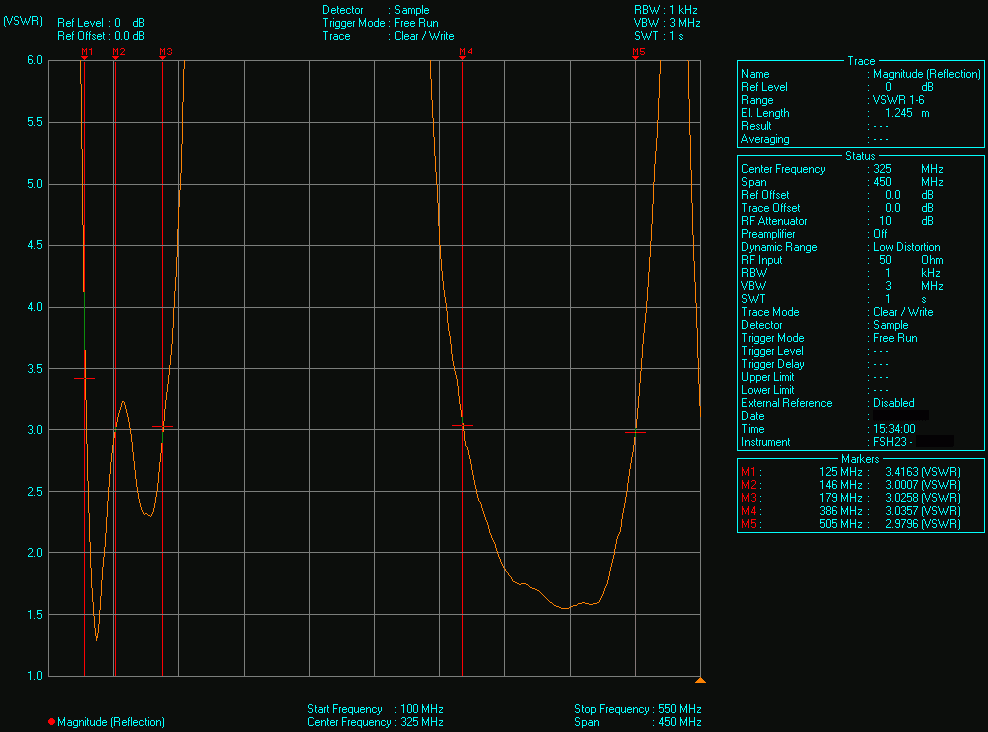 (VSWR)
Ref Level : 0 dB
Ref Offset : 0.0 dB
Detector : Sample
Trigger Mode : Free Run
Trace : Clear / Write
RBW : 1 kHz
VBW : 3 MHz
SWT : 1 s
M1 M2 M3 M4 M5
6.0
5.5
5.0
4.5
4.0
3.5
3.0
2.5
2.0
1.5
1.0
Start Frequency : 100 MHz
Center Frequency : 325 MHz
Stop Frequency : 550 MHz
Span : 450 MHz
Magnitude (Reflection)
Trace
Name : Magnitude (Reflection)
Ref Level : 0 dB
Range : VSWR 1-6
El. Length : 1.245 m
Result : - - -
Averaging : - - -
Status
Center Frequency : 325 MHz
Span : 450 MHz
Ref Offset : 0.0 dB
Trace Offset : 0.0 dB
RF Attenuator : 10 dB
Preamplifier : Off
Dynamic Range : Low Distortion
RF Input : 50 Ohm
RBW : 1 kHz
VBW : 3 MHz
SWT : 1 s
Trace Mode : Clear / Write
Detector : Sample
Trigger Mode : Free Run
Trigger Level : - - -
Trigger Delay : - - -
Upper Limit : - - -
Lower Limit : - - -
External Reference : Disabled
Date :
Time : 15:34:00
Instrument : FSH23 -
Markers
M1 : 125 MHz : 3.4163 (VSWR)
M2 : 146 MHz : 3.0007 (VSWR)
M3 : 179 MHz : 3.0258 (VSWR)
M4 : 386 MHz : 3.0357 (VSWR)
M5 : 505 MHz : 2.9796 (VSWR)